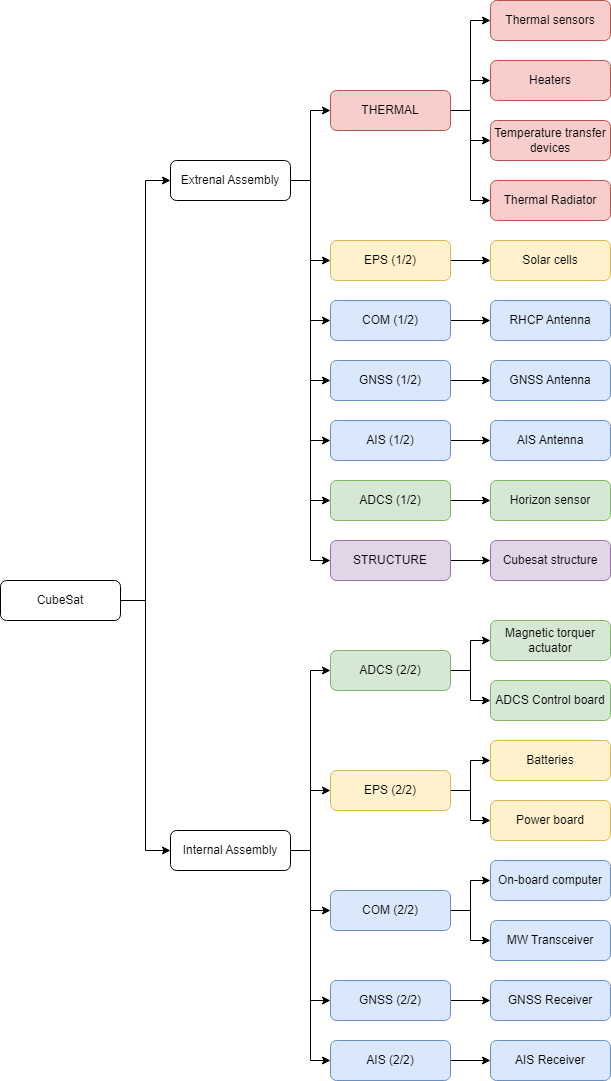 Thermal sensors
Heaters
THERMAL
Temperature transfer
devices
Extrenal Assembly
Thermal Radiator
EPS (1/2)
Solar cells
COM (1/2)
RHCP Antenna
GNSS (1/2)
GNSS Antenna
AIS (1/2)
AIS Antenna
ADCS (1/2)
Horizon sensor
STRUCTURE
Cubesat structure
CubeSat
Magnetic torquer
actuator
ADCS (2/2)
ADCS Control board
Batteries
EPS (2/2)
Power board
Internal Assembly
On-board computer
COM (2/2)
MW Transceiver
GNSS (2/2)
GNSS Receiver
AIS (2/2)
AIS Receiver